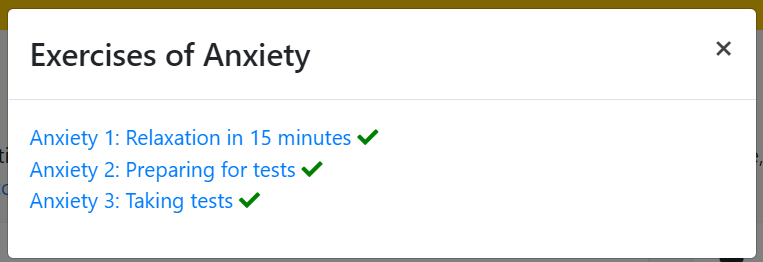 Exercises of Anxiety
×
Anxiety 1: Relaxation in 15 minutes ✔
Anxiety 2: Preparing for tests ✔
Anxiety 3: Taking tests ✔